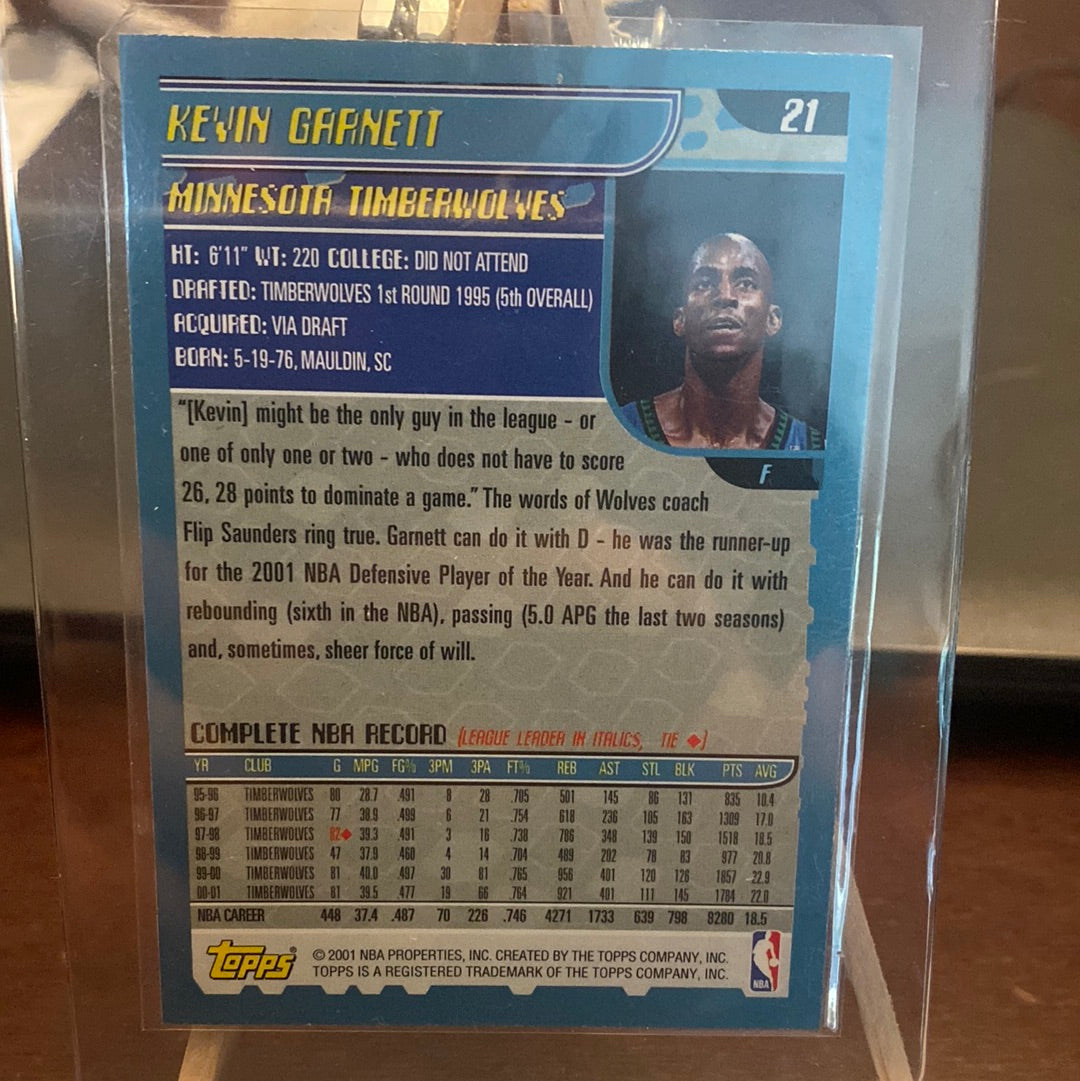 KEVIN GARNETT
21
MINNESOTA TIMBERWOLVES
HT: 6'11" WT: 220 COLLEGE: DID NOT ATTEND
DRAFTED: TIMBERWOLVES 1st ROUND 1995 (5th OVERALL)
ACQUIRED: VIA DRAFT
BORN: 5-19-76, MAULDIN, SC
F
"[Kevin] might be the only guy in the league - or
one of only one or two - who does not have to score
26, 28 points to dominate a game." The words of Wolves coach
Flip Saunders ring true. Garnett can do it with D - he was the runner-up
for the 2001 NBA Defensive Player of the Year. And he can do it with
rebounding (sixth in the NBA), passing (5.0 APG the last two seasons)
and, sometimes, sheer force of will.
COMPLETE NBA RECORD (LEAGUE LEADER IN ITALICS, TIE ◆)
YR CLUB G MPG FG% 3PM 3PA FT% REB AST STL BLK PTS AVG
95-96 TIMBERWOLVES 80 28.7 .491 8 28 .705 501 145 86 131 835 10.4
96-97 TIMBERWOLVES 77 38.9 .499 6 21 .754 618 236 105 163 1309 17.0
97-98 TIMBERWOLVES 82◆ 39.3 .491 3 16 .738 786 348 139 150 1518 18.5
98-99 TIMBERWOLVES 47 37.9 .460 4 14 .704 489 202 78 83 977 20.8
99-00 TIMBERWOLVES 81 40.0 .497 30 81 .765 956 401 120 126 1857 22.9
00-01 TIMBERWOLVES 81 39.5 .477 19 66 .764 921 401 111 145 1784 22.0
NBA CAREER 448 37.4 .487 70 226 .746 4271 1733 639 798 8280 18.5
Topps® © 2001 NBA PROPERTIES, INC. CREATED BY THE TOPPS COMPANY, INC.
TOPPS IS A REGISTERED TRADEMARK OF THE TOPPS COMPANY, INC.
NBA